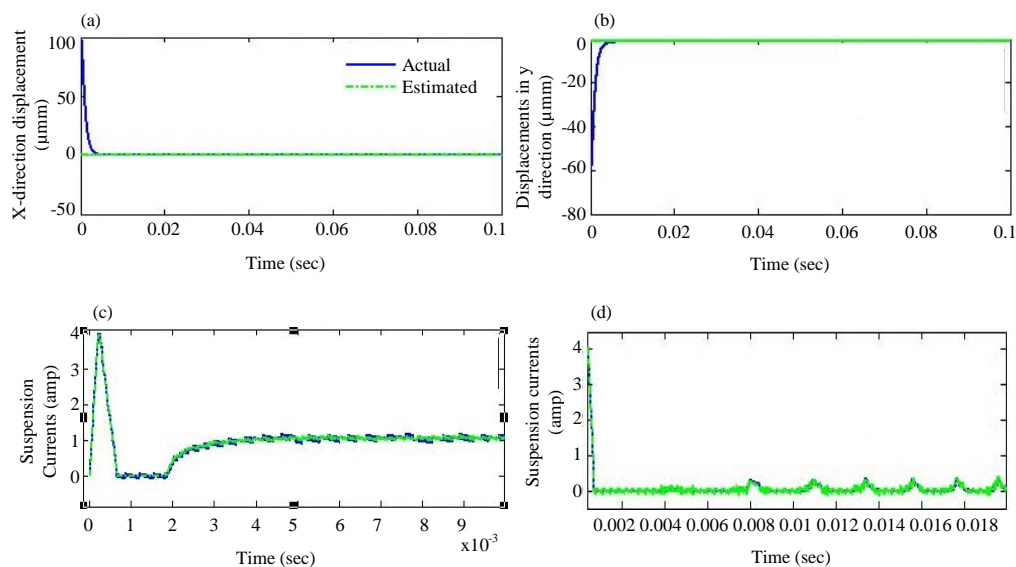 (a)
X-direction displacement
(µmm)
100
50
0
-50
Actual
Estimated
0 0.02 0.04 0.06 0.08 0.1
Time (sec)
(b)
Displacements in y
direction (µmm)
0
-20
-40
-60
-80
0 0.02 0.04 0.06 0.08 0.1
Time (sec)
(c)
Suspension
Currents (amp)
4
3
2
1
0
0 1 2 3 4 5 5 7 8 9
x10-3
Time (sec)
(d)
Suspension currents
(amp)
4
3
2
1
0
0.002 0.004 0.006 0.008 0.01 0.012 0.014 0.016 0.018
Time (sec)